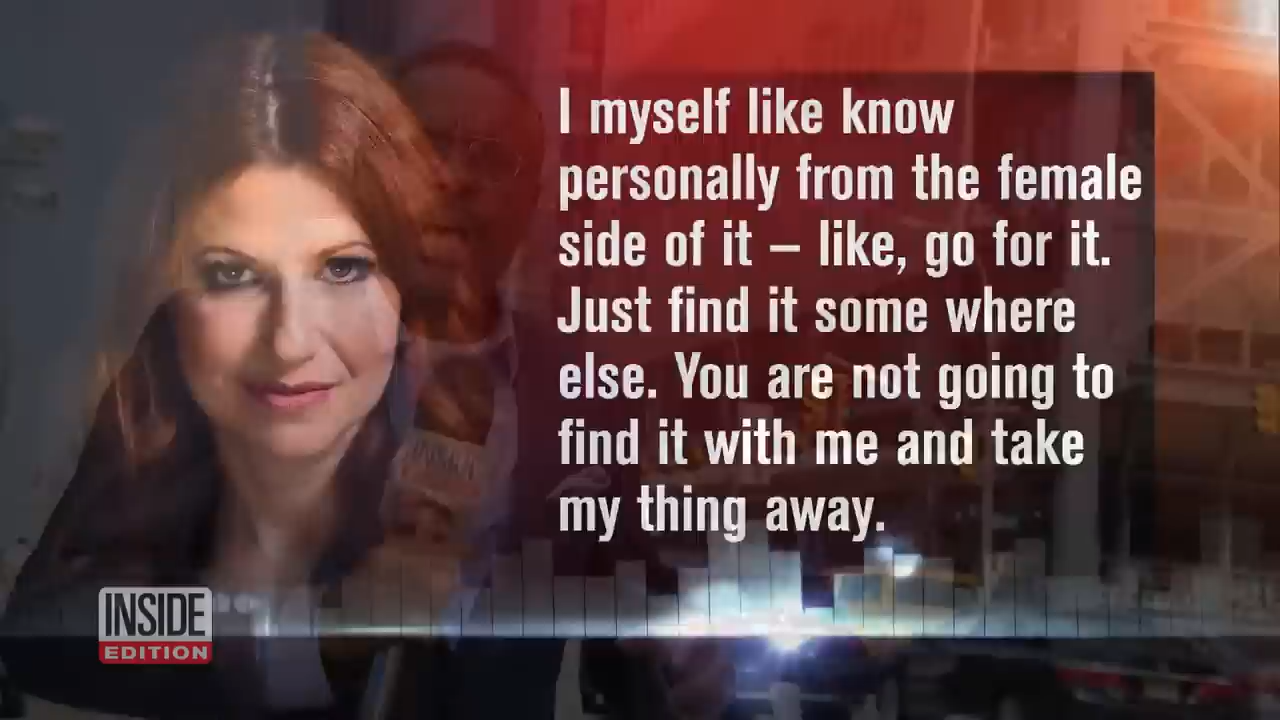 I myself like know
personally from the female
side of it – like, go for it.
Just find it some where
else. You are not going to
find it with me and take
my thing away.
INSIDE
EDITION